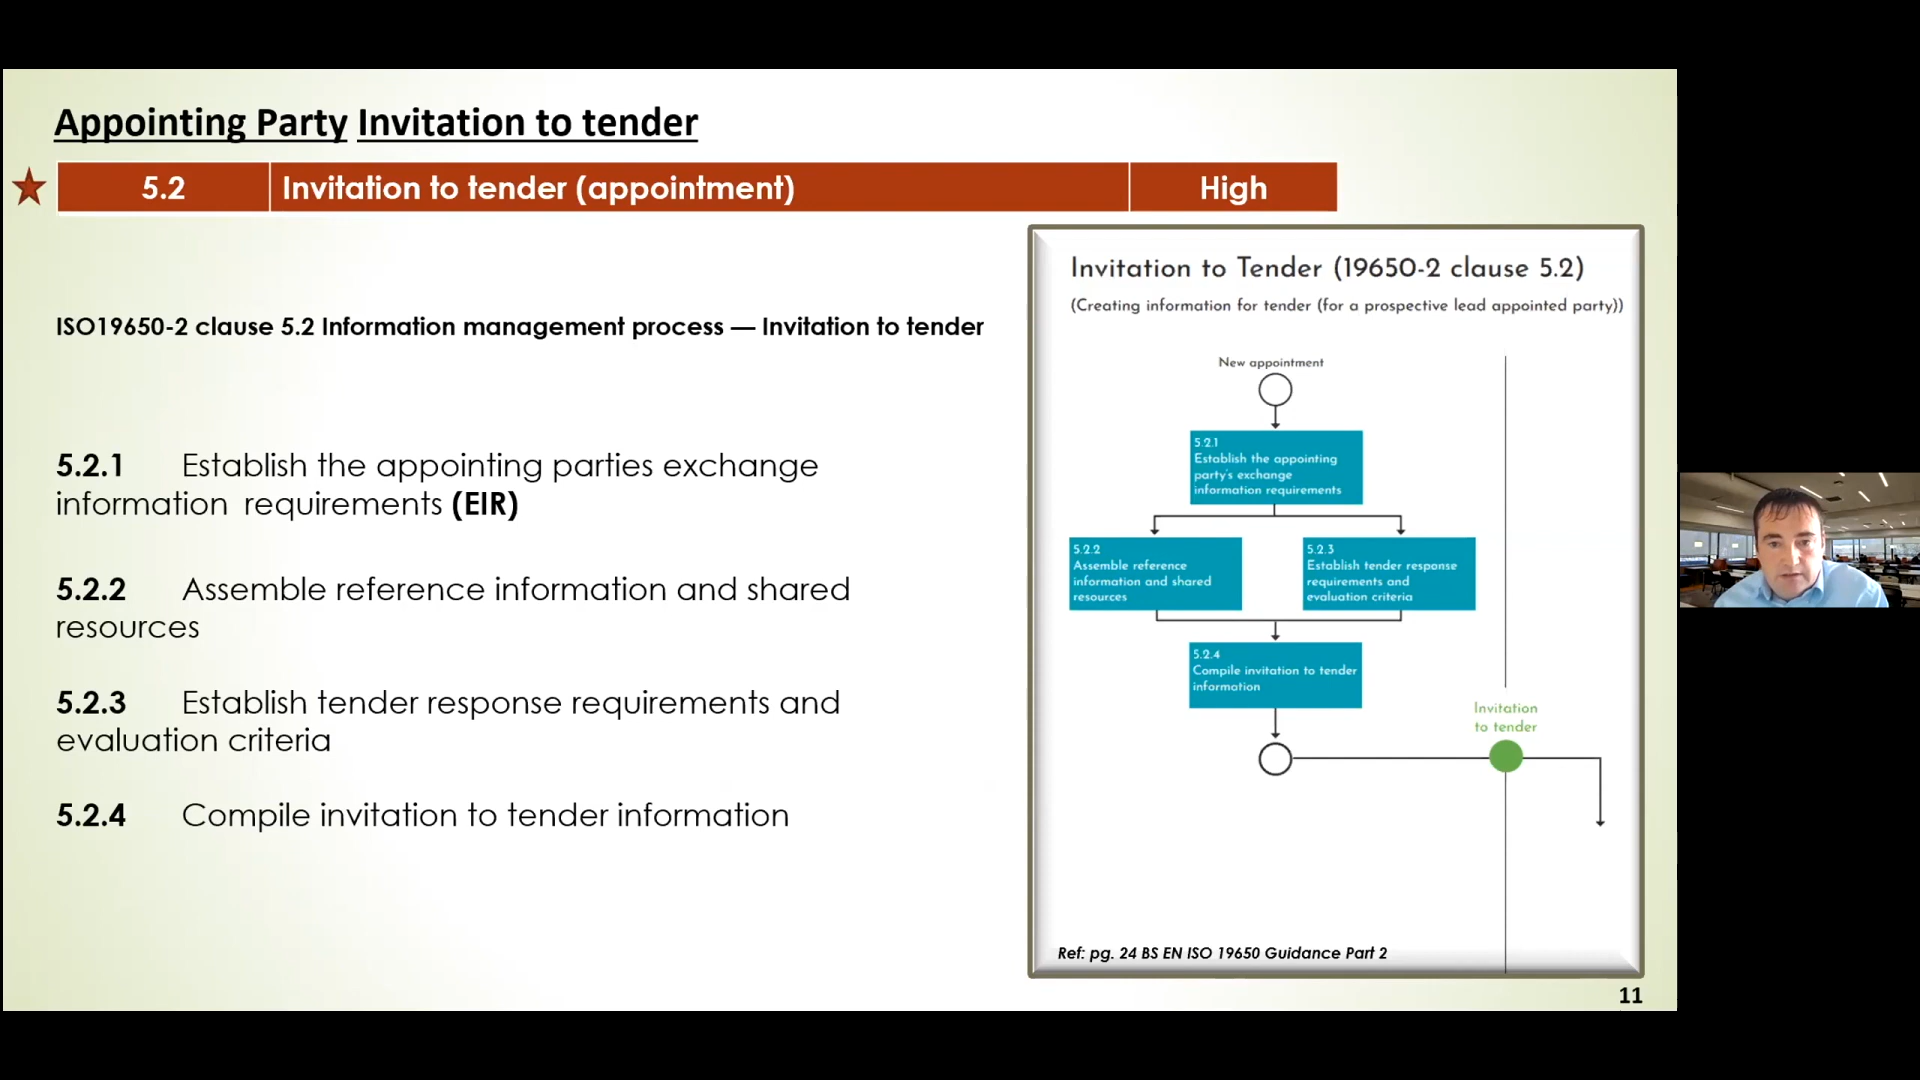 Appointing Party Invitation to tender
5.2 Invitation to tender (appointment) High
ISO19650-2 clause 5.2 Information management process — Invitation to tender
5.2.1 Establish the appointing parties exchange
information requirements (EIR)
5.2.2 Assemble reference information and shared
resources
5.2.3 Establish tender response requirements and
evaluation criteria
5.2.4 Compile invitation to tender information
Invitation to Tender (19650-2 clause 5.2)
(Creating information for tender (for a prospective lead appointed party))
New appointment
5.2.1
Establish the appointing
party's exchange
information requirements
5.2.2
Assemble reference
information and shared
resources
5.2.3
Establish tender response
requirements and
evaluation criteria
5.2.4
Compile invitation to tender
information
Invitation
to tender
Ref: pg. 24 BS EN ISO 19650 Guidance Part 2
11